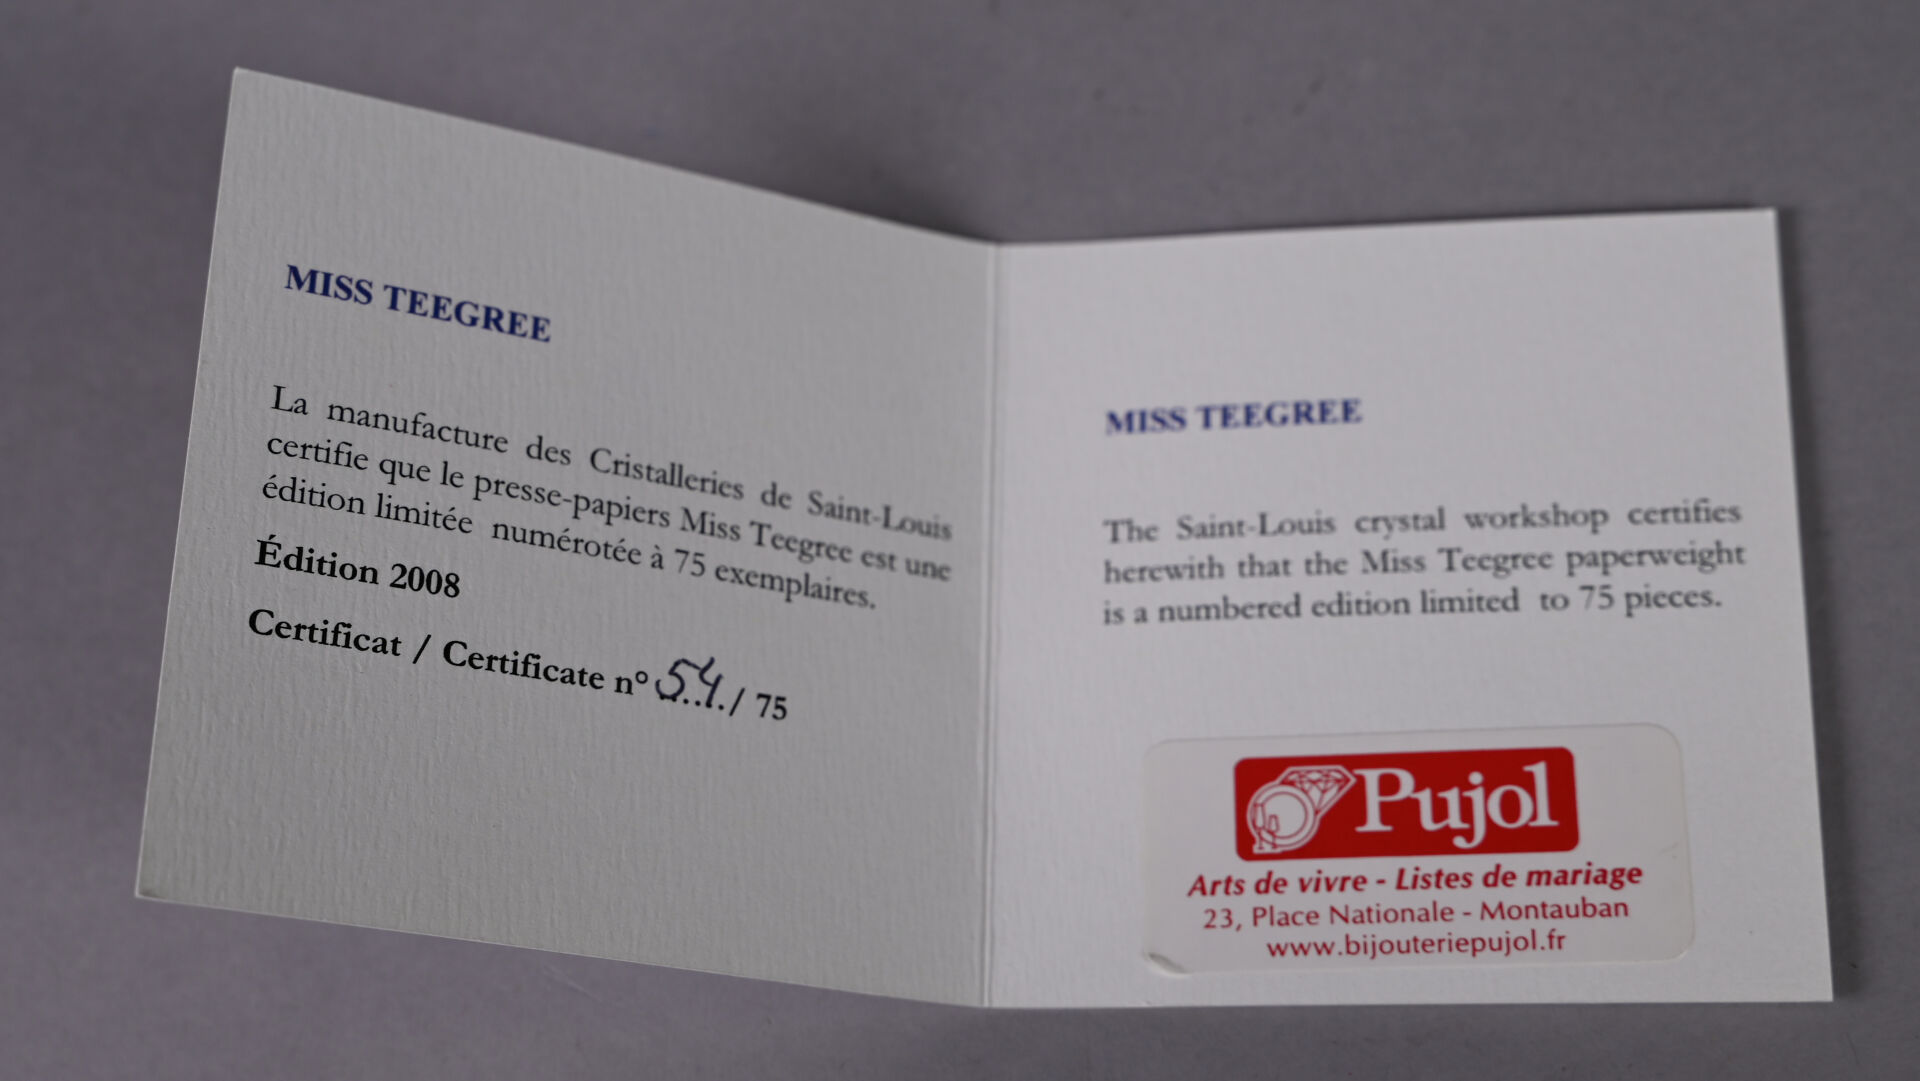 MISS TEEGREE
La manufacture des Cristalleries de Saint-Louis
certifie que le presse-papiers Miss Teegree est une
édition limitée numérotée à 75 exemplaires.
Édition 2008
Certificat / Certificate n° 54 / 75
MISS TEEGREE
The Saint-Louis crystal workshop certifies
herewith that the Miss Teegree paperweight
is a numbered edition limited to 75 pieces.
Pujol
Arts de vivre - Listes de mariage
23, Place Nationale - Montauban
www.bijouteriepujol.fr